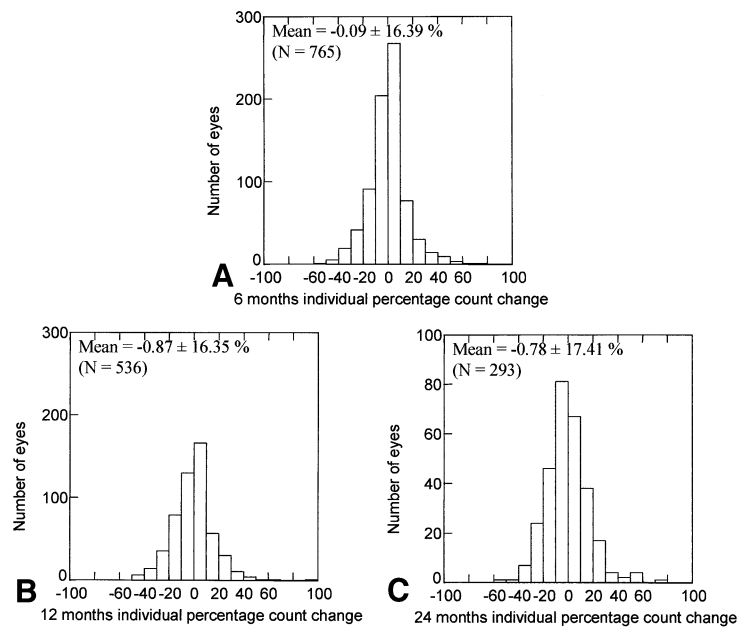 300
Mean = -0.09 ± 16.39 %
(N = 765)
200
100
0
Number of eyes
A
-100 -60 -40 -20 0 20 40 60 100
6 months individual percentage count change
300
Mean = -0.87 ± 16.35 %
(N = 536)
200
100
0
Number of eyes
B
-100 -60 -40 -20 0 20 40 60 100
12 months individual percentage count change
100
Mean = -0.78 ± 17.41 %
(N = 293)
80
60
40
20
0
Number of eyes
C
-100 -60 -40 -20 0 20 40 60 100
24 months individual percentage count change